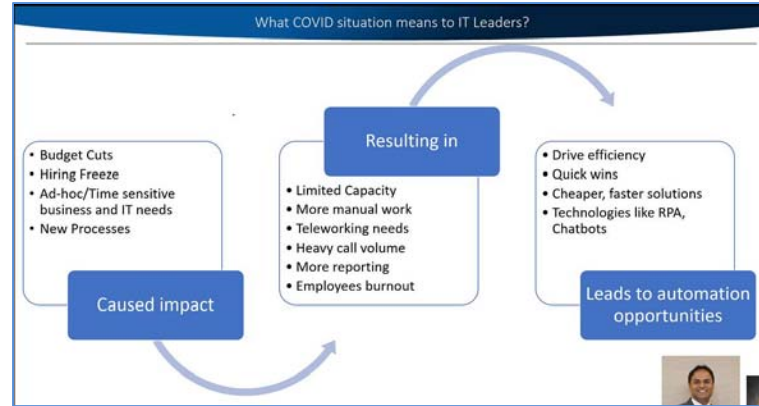 What COVID situation means to IT Leaders?
• Budget Cuts
• Hiring Freeze
• Ad-hoc/Time sensitive
business and IT needs
• New Processes
Caused impact
Resulting in
• Limited Capacity
• More manual work
• Teleworking needs
• Heavy call volume
• More reporting
• Employees burnout
• Drive efficiency
• Quick wins
• Cheaper, faster solutions
• Technologies like RPA,
Chatbots
Leads to automation
opportunities